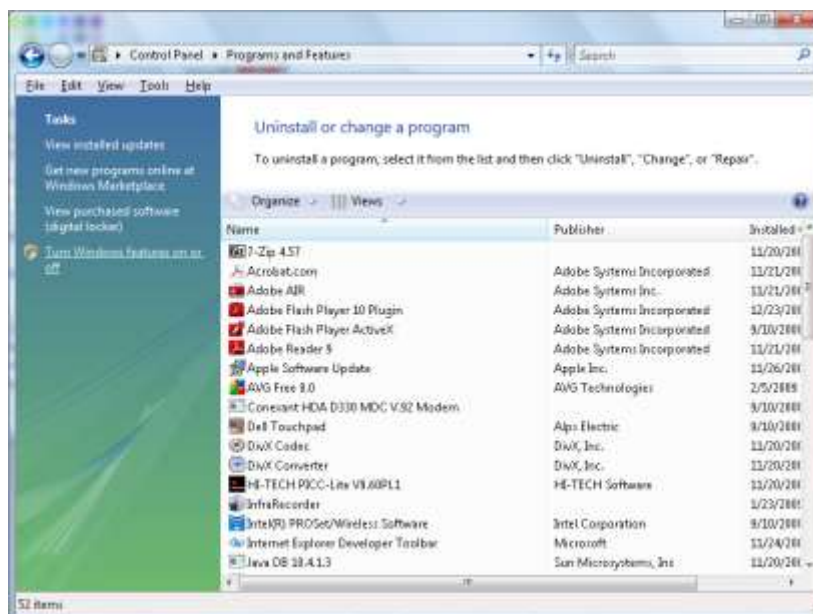 Control Panel ▸ Programs and Features
Search
File Edit View Tools Help
Tasks
View installed updates
Get new programs online at
Windows Marketplace
View purchased software
(digital locker)
Turn Windows features on or
off
Uninstall or change a program
To uninstall a program, select it from the list and then click "Uninstall", "Change", or "Repair".
Organize Views
Name Publisher Installed
7-Zip 4.57 11/20/200
Acrobat.com Adobe Systems Incorporated 11/21/200
Adobe AIR Adobe Systems Inc. 11/21/200
Adobe Flash Player 10 Plugin Adobe Systems Incorporated 12/23/200
Adobe Flash Player ActiveX Adobe Systems Incorporated 9/10/200
Adobe Reader 9 Adobe Systems Incorporated 11/21/200
Apple Software Update Apple Inc. 11/26/200
AVG Free 8.0 AVG Technologies 2/5/2009
Conexant HDA D330 MDC V.92 Modem 9/10/200
Dell Touchpad Alps Electric 9/10/200
DivX Codec DivX, Inc. 11/20/200
DivX Converter DivX, Inc. 11/20/200
HI-TECH PICC-Lite V9.60PL1 HI-TECH Software 11/20/200
InfraRecorder 1/23/200
Intel(R) PROSet/Wireless Software Intel Corporation 9/10/200
Internet Explorer Developer Toolbar Microsoft 11/24/200
Java DB 10.4.1.3 Sun Microsystems, Inc 11/20/200
52 items